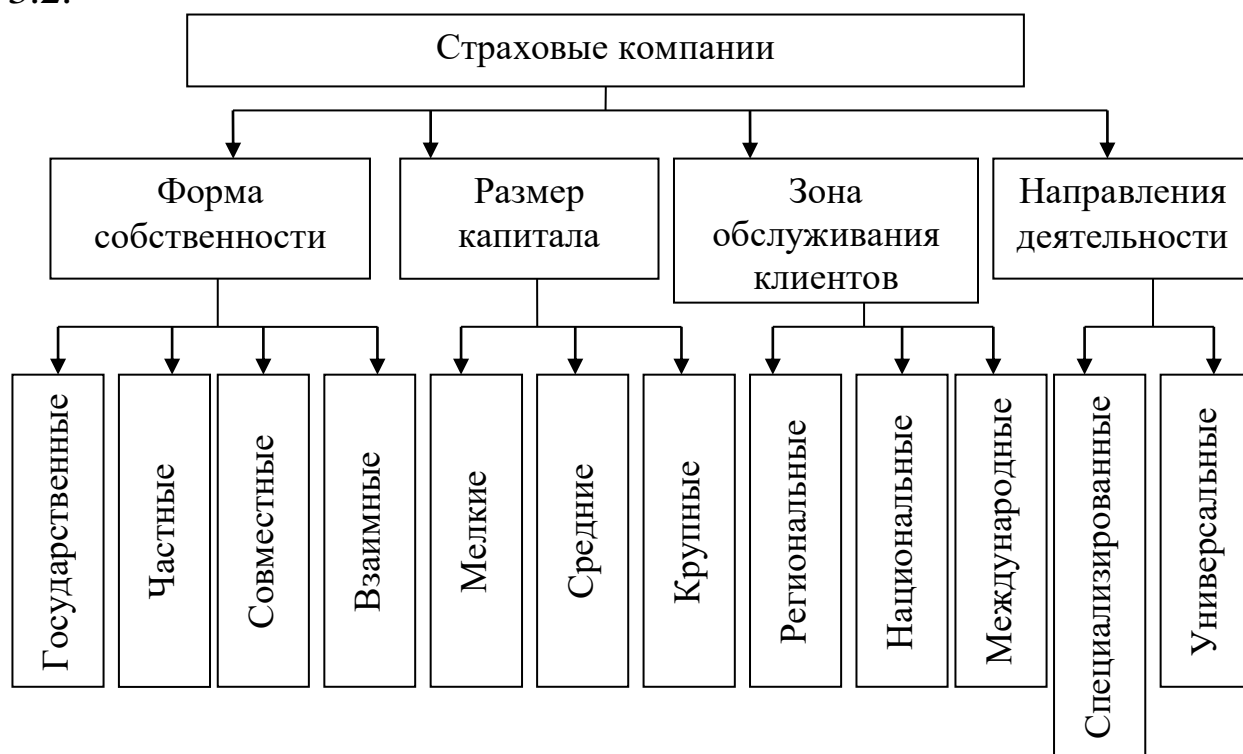 3.2.
Страховые компании
Форма
собственности
Размер
капитала
Зона
обслуживания
клиентов
Направления
деятельности
Государственные
Частные
Совместные
Взаимные
Мелкие
Средние
Крупные
Региональные
Национальные
Международные
Специализированные
Универсальные